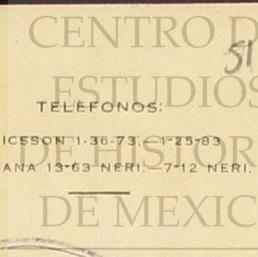 CENTRO D
51
ESTUDIOS
TELEFONOS:
ICSSON 1-36-73.—1-25-83
DE HISTOR
ANA 13-63 NERI.—7-12 NERI.
DE MEXIC